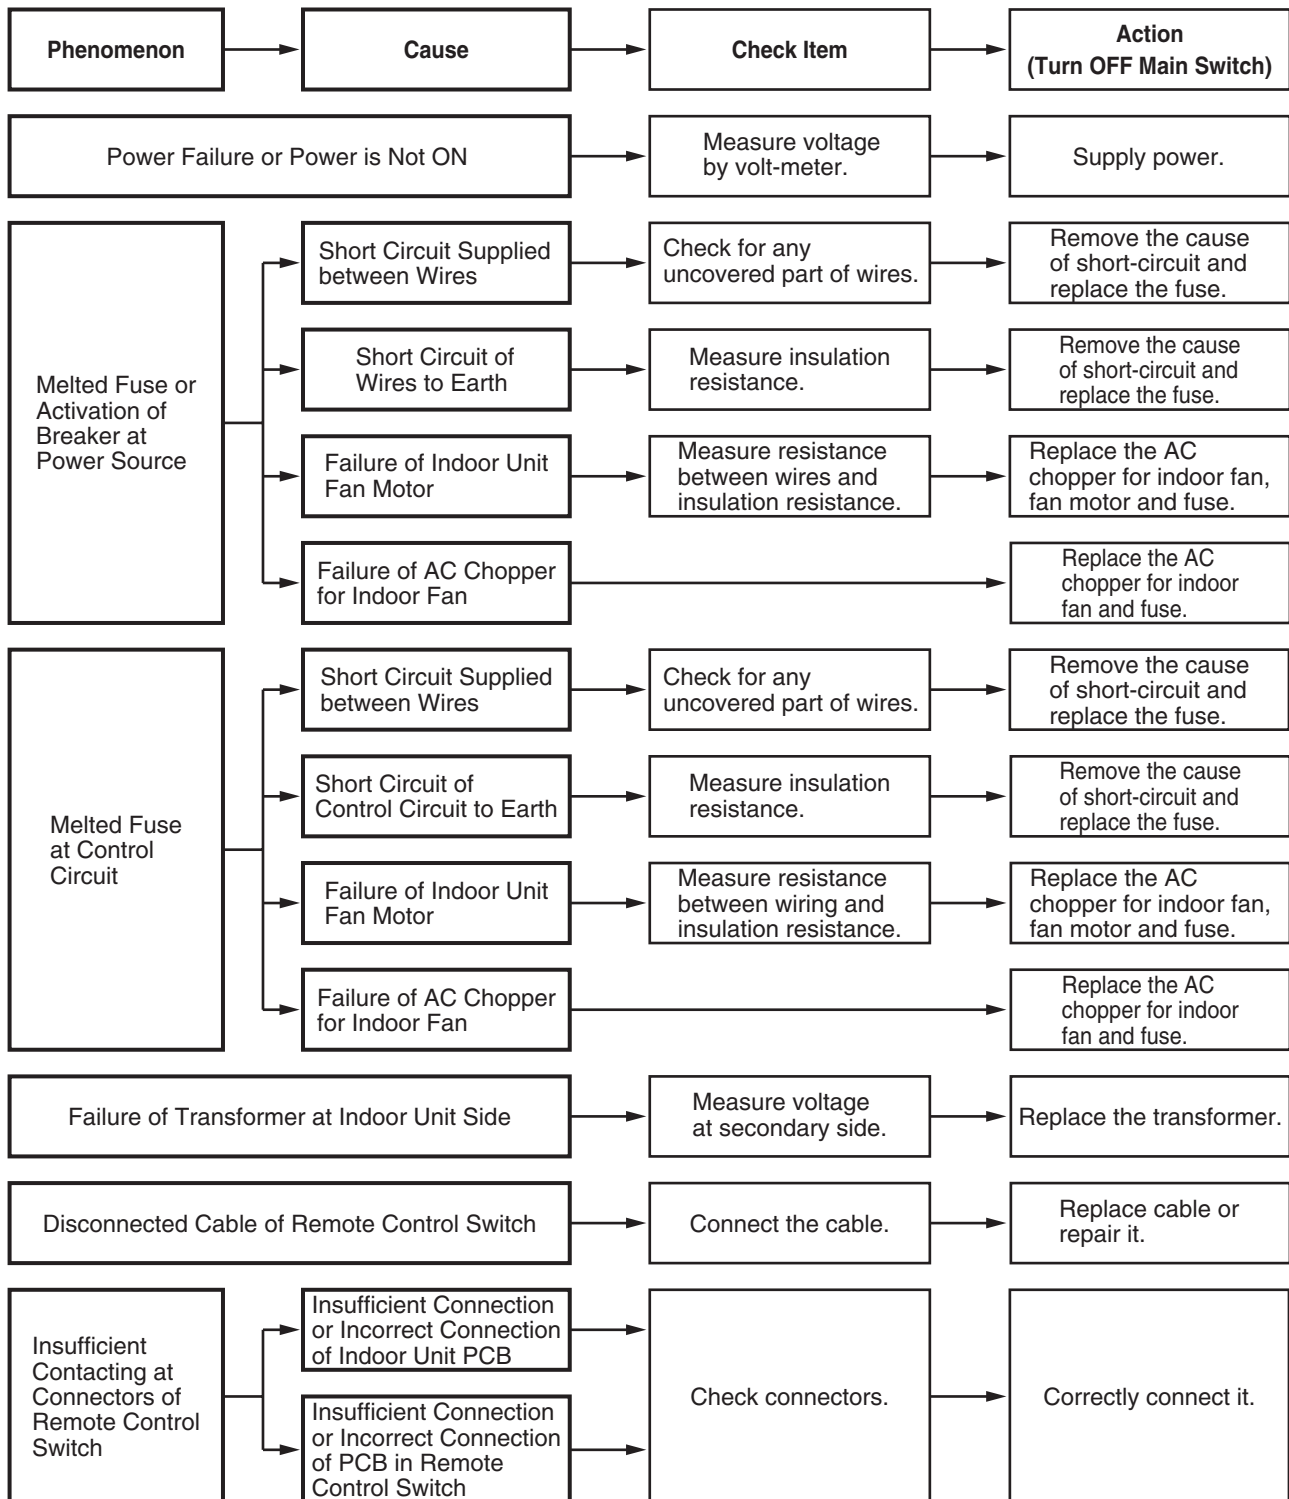 Phenomenon
Cause
Check Item
Action
(Turn OFF Main Switch)
Power Failure or Power is Not ON
Measure voltage
by volt-meter.
Supply power.
Melted Fuse or
Activation of
Breaker at
Power Source
Short Circuit Supplied
between Wires
Check for any
uncovered part of wires.
Remove the cause
of short-circuit and
replace the fuse.
Short Circuit of
Wires to Earth
Measure insulation
resistance.
Remove the cause
of short-circuit and
replace the fuse.
Failure of Indoor Unit
Fan Motor
Measure resistance
between wires and
insulation resistance.
Replace the AC
chopper for indoor fan,
fan motor and fuse.
Failure of AC Chopper
for Indoor Fan
Replace the AC
chopper for indoor
fan and fuse.
Melted Fuse
at Control
Circuit
Short Circuit Supplied
between Wires
Check for any
uncovered part of wires.
Remove the cause
of short-circuit and
replace the fuse.
Short Circuit of
Control Circuit to Earth
Measure insulation
resistance.
Remove the cause
of short-circuit and
replace the fuse.
Failure of Indoor Unit
Fan Motor
Measure resistance
between wiring and
insulation resistance.
Replace the AC
chopper for indoor fan,
fan motor and fuse.
Failure of AC Chopper
for Indoor Fan
Replace the AC
chopper for indoor
fan and fuse.
Failure of Transformer at Indoor Unit Side
Measure voltage
at secondary side.
Replace the transformer.
Disconnected Cable of Remote Control Switch
Connect the cable.
Replace cable or
repair it.
Insufficient
Contacting at
Connectors of
Remote Control
Switch
Insufficient Connection
or Incorrect Connection
of Indoor Unit PCB
Insufficient Connection
or Incorrect Connection
of PCB in Remote
Control Switch
Check connectors.
Correctly connect it.